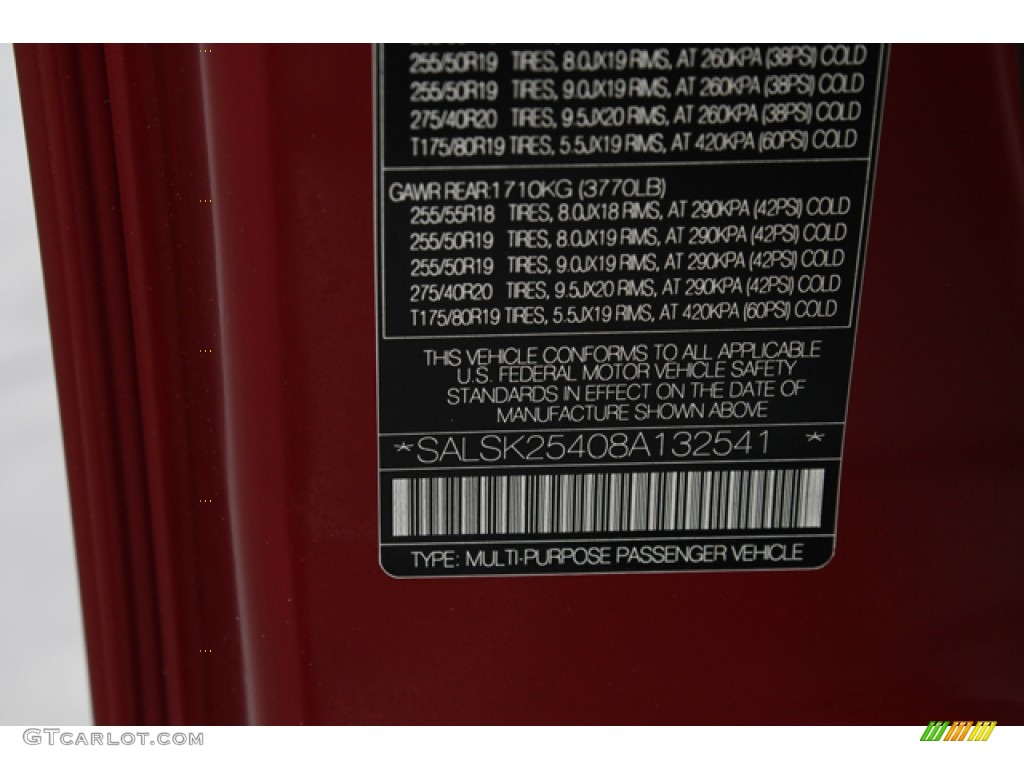 255/50R19 TIRES, 8.0JX19 RIMS, AT 260KPA (38PSI) COLD
255/50R19 TIRES, 9.0JX19 RIMS, AT 260KPA (38PSI) COLD
275/40R20 TIRES, 9.5JX20 RIMS, AT 260KPA (38PSI) COLD
T175/80R19 TIRES, 5.5JX19 RIMS, AT 420KPA (60PSI) COLD
GAWR REAR:1710KG (3770LB)
255/55R18 TIRES, 8.0JX18 RIMS, AT 290KPA (42PSI) COLD
255/50R19 TIRES, 8.0JX19 RIMS, AT 290KPA (42PSI) COLD
255/50R19 TIRES, 9.0JX19 RIMS, AT 290KPA (42PSI) COLD
275/40R20 TIRES, 9.5JX20 RIMS, AT 290KPA (42PSI) COLD
T175/80R19 TIRES, 5.5JX19 RIMS, AT 420KPA (60PSI) COLD
THIS VEHICLE CONFORMS TO ALL APPLICABLE
U.S. FEDERAL MOTOR VEHICLE SAFETY
STANDARDS IN EFFECT ON THE DATE OF
MANUFACTURE SHOWN ABOVE
*SALSK25408A132541 *
TYPE: MULTI-PURPOSE PASSENGER VEHICLE
GTCARLOT.COM